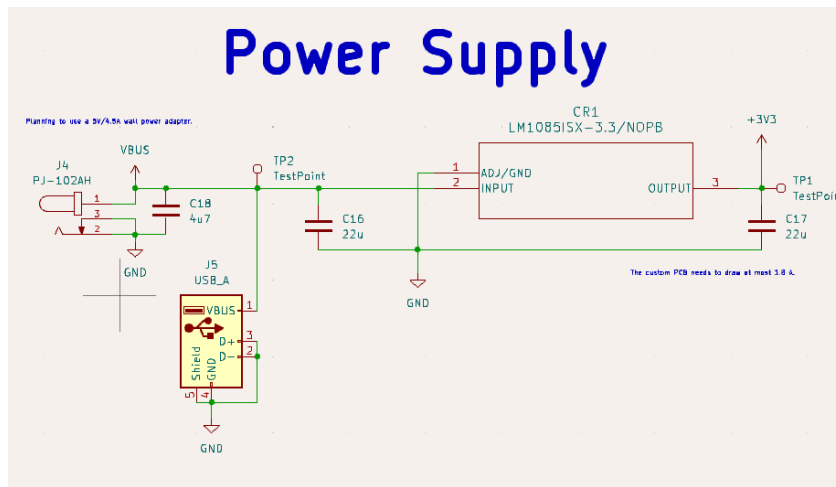 Power Supply
Planning to use a 5V/4.5A wall power adapter.
VBUS
J4
PJ-102AH
1
3
2
C18
4u7
GND
TP2
TestPoint
C16
22u
CR1
LM1085ISX-3.3/NOPB
1
ADJ/GND
2
INPUT
OUTPUT
3
+3V3
TP1
TestPoi
C17
22u
GND
The custom PCB needs to draw at most 3.8 A.
J5
USB_A
VBUS
1
D+
3
D-
2
Shield
GND
5
4
GND